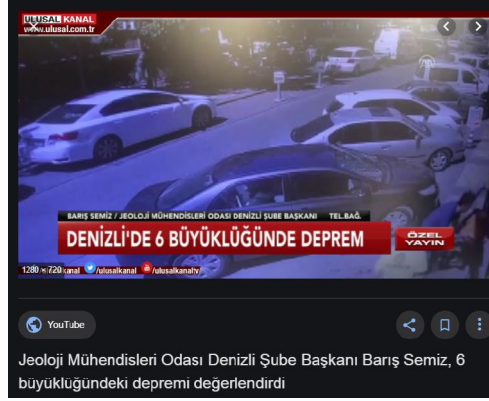 ULUSAL KANAL
www.ulusal.com.tr
BARIŞ SEMİZ / JEOLOJİ MÜHENDİSLERİ ODASI DENİZLİ ŞUBE BAŞKANI TEL.BAĞ.
DENİZLİ'DE 6 BÜYÜKLÜĞÜNDE DEPREM
ÖZEL
YAYIN
1280 × 720 kanal /ulusalkanal /ulusalkanaltv
YouTube
Jeoloji Mühendisleri Odası Denizli Şube Başkanı Barış Semiz, 6
büyüklüğündeki depremi değerlendirdi